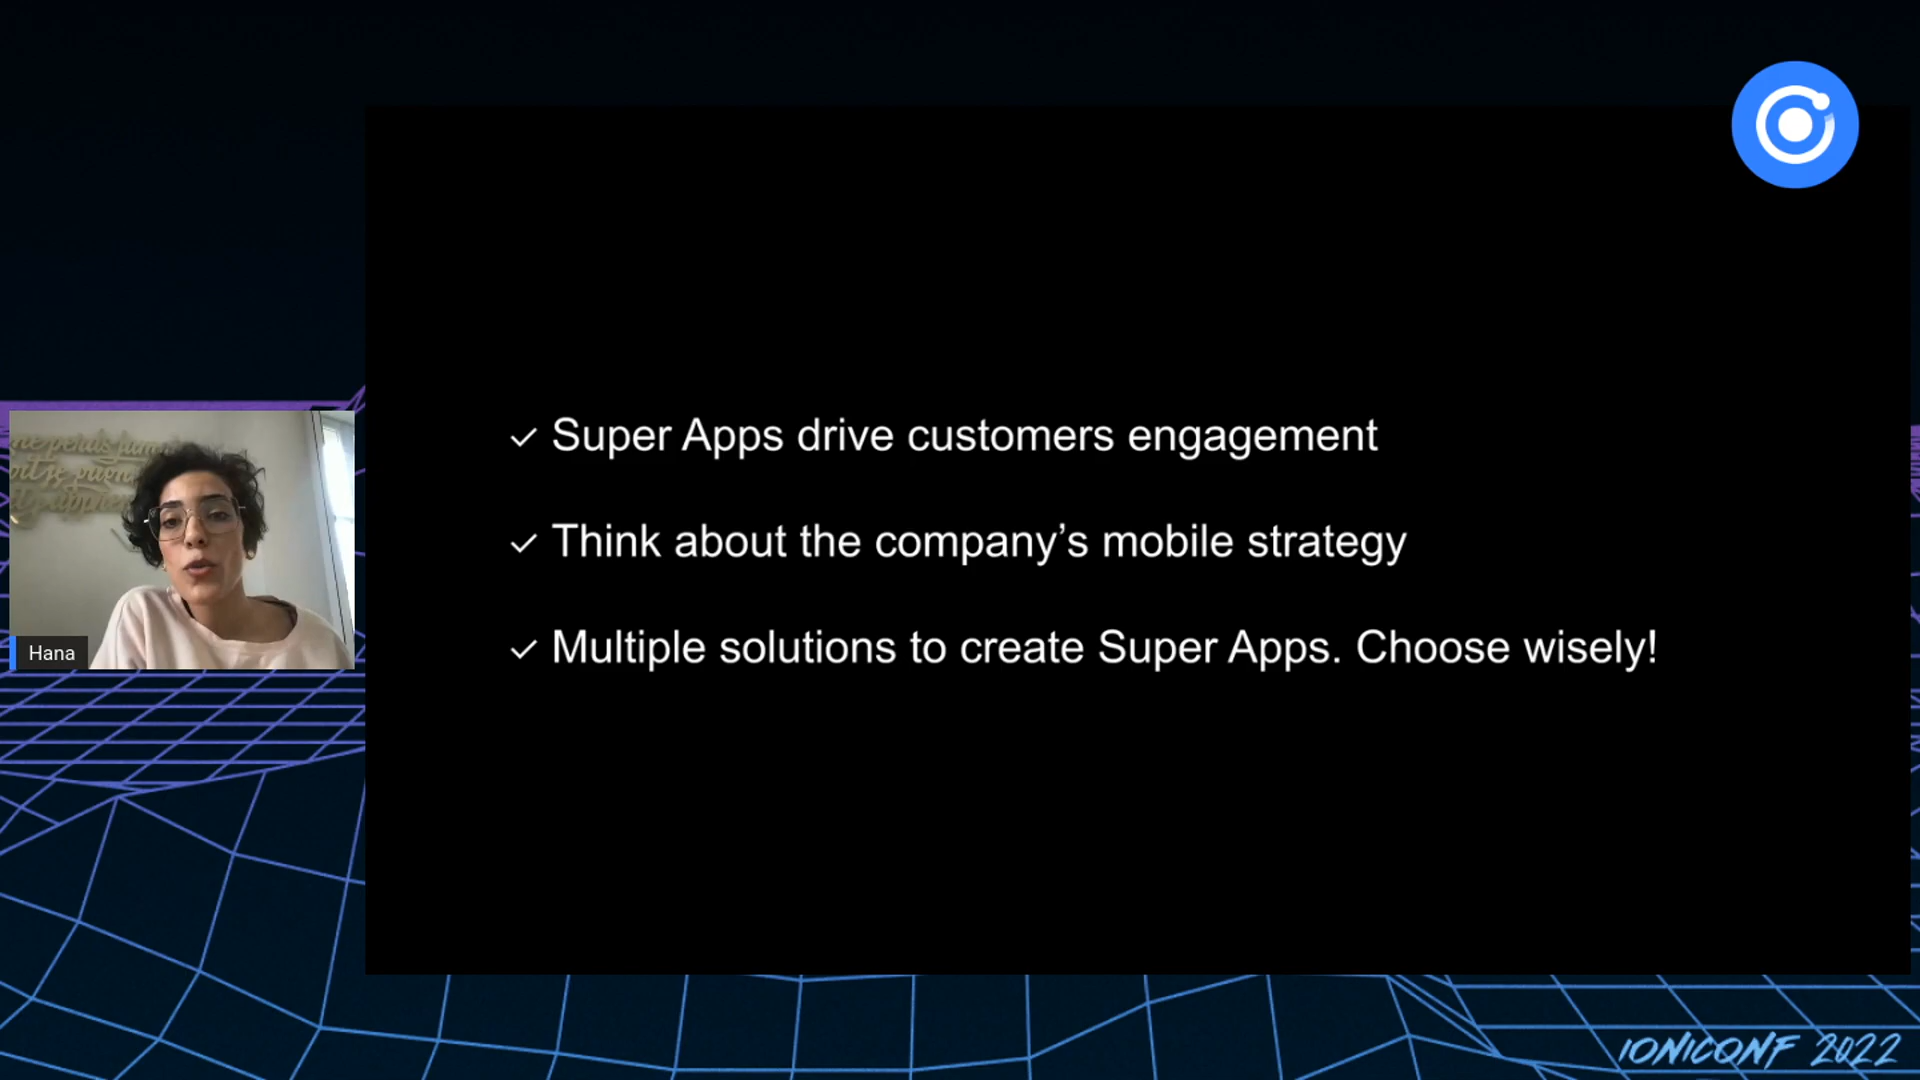 Super Apps drive customers engagement
Think about the company’s mobile strategy
Multiple solutions to create Super Apps. Choose wisely!
Hana
IONICONF 2022